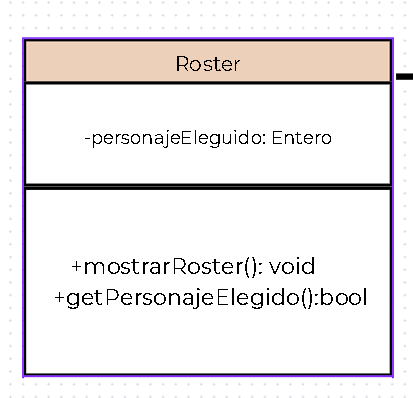 Roster
-personajeEleguido: Entero
+mostrarRoster(): void
+getPersonajeElegido():bool